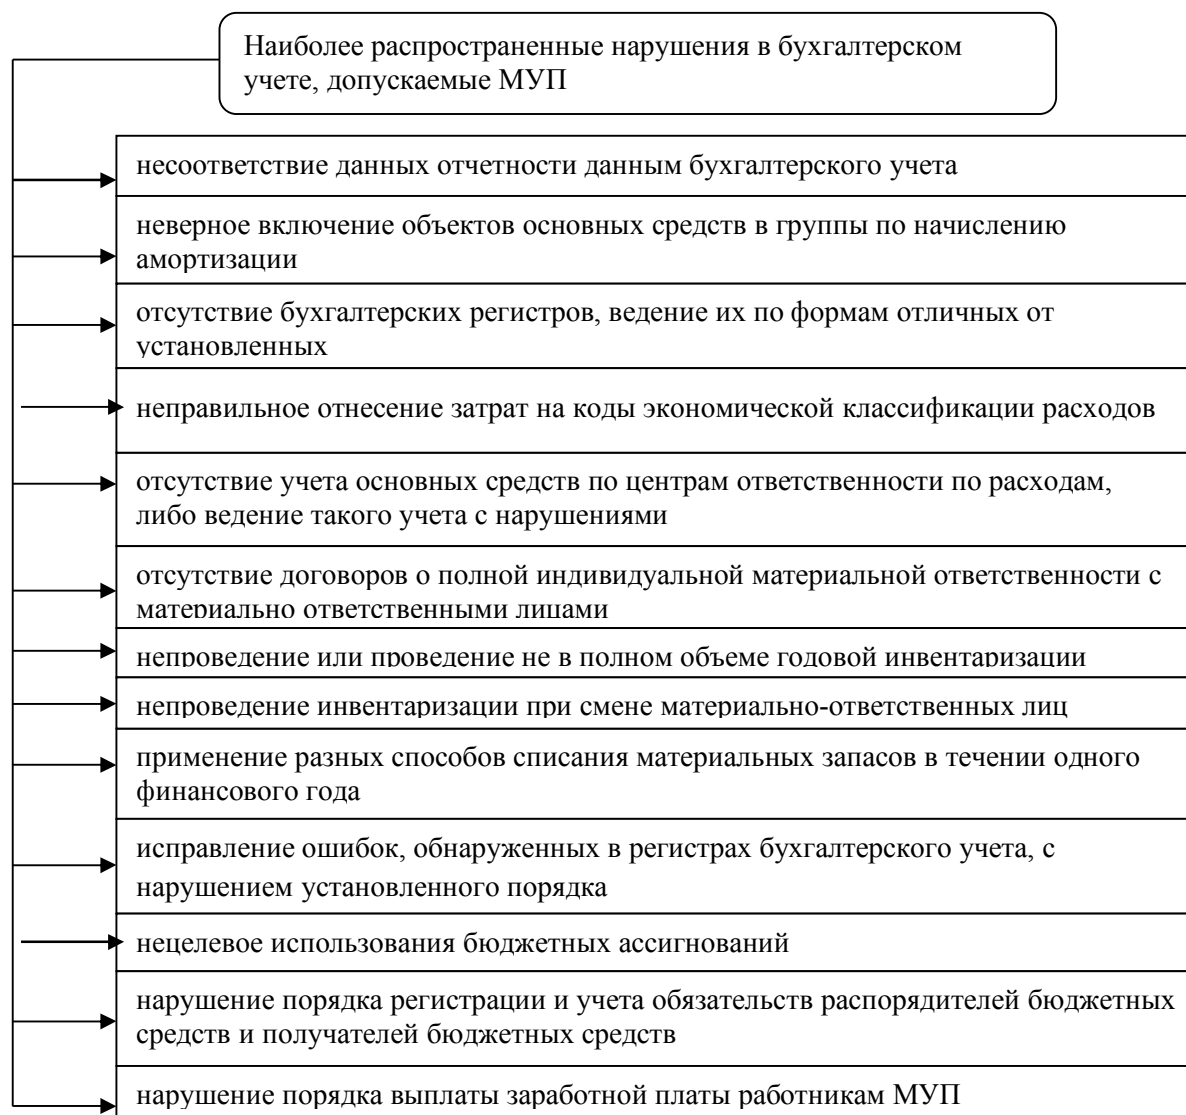 Наиболее распространенные нарушения в бухгалтерском
учете, допускаемые МУП
несоответствие данных отчетности данным бухгалтерского учета
неверное включение объектов основных средств в группы по начислению
амортизации
отсутствие бухгалтерских регистров, ведение их по формам отличных от
установленных
неправильное отнесение затрат на коды экономической классификации расходов
отсутствие учета основных средств по центрам ответственности по расходам,
либо ведение такого учета с нарушениями
отсутствие договоров о полной индивидуальной материальной ответственности с
материально ответственными лицами
непроведение или проведение не в полном объеме годовой инвентаризации
непроведение инвентаризации при смене материально-ответственных лиц
применение разных способов списания материальных запасов в течении одного
финансового года
исправление ошибок, обнаруженных в регистрах бухгалтерского учета, с
нарушением установленного порядка
нецелевое использования бюджетных ассигнований
нарушение порядка регистрации и учета обязательств распорядителей бюджетных
средств и получателей бюджетных средств
нарушение порядка выплаты заработной платы работникам МУП